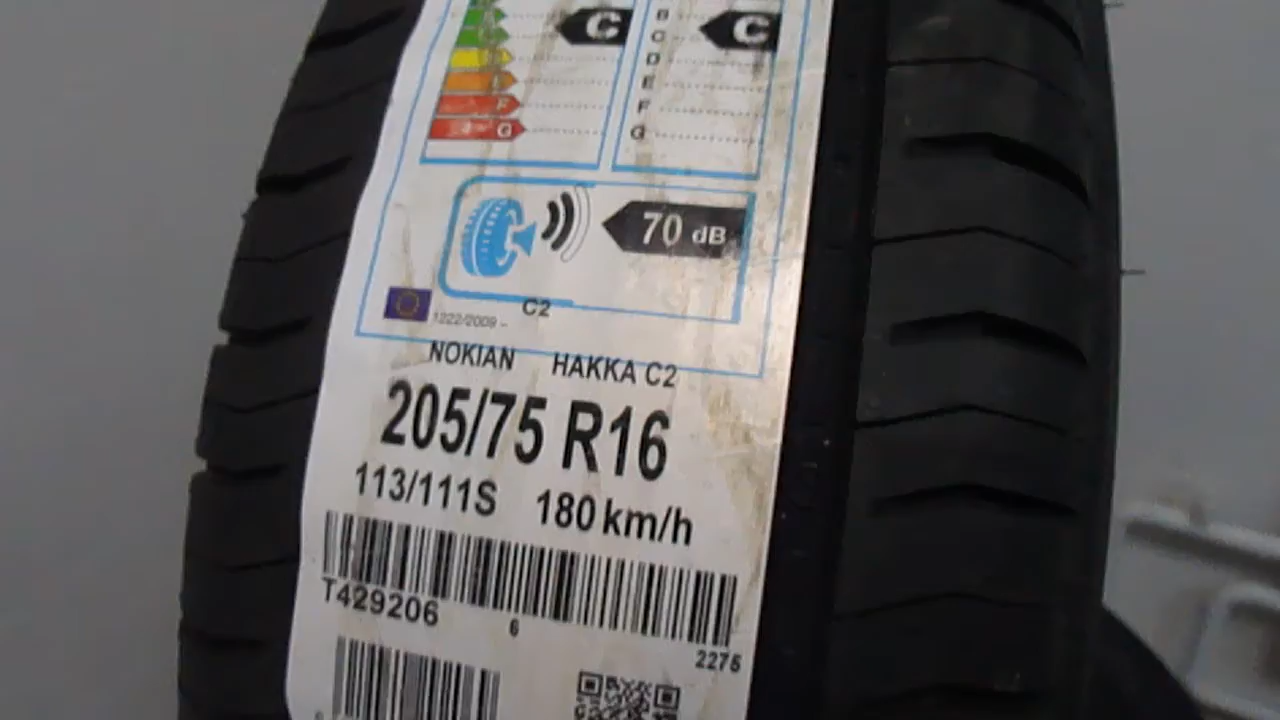 C C
B
C
D
E
F F
G G
70 dB
C2
1222/2009 –
NOKIAN HAKKA C2
205/75 R16
113/111S 180 km/h
T429206
6
2275